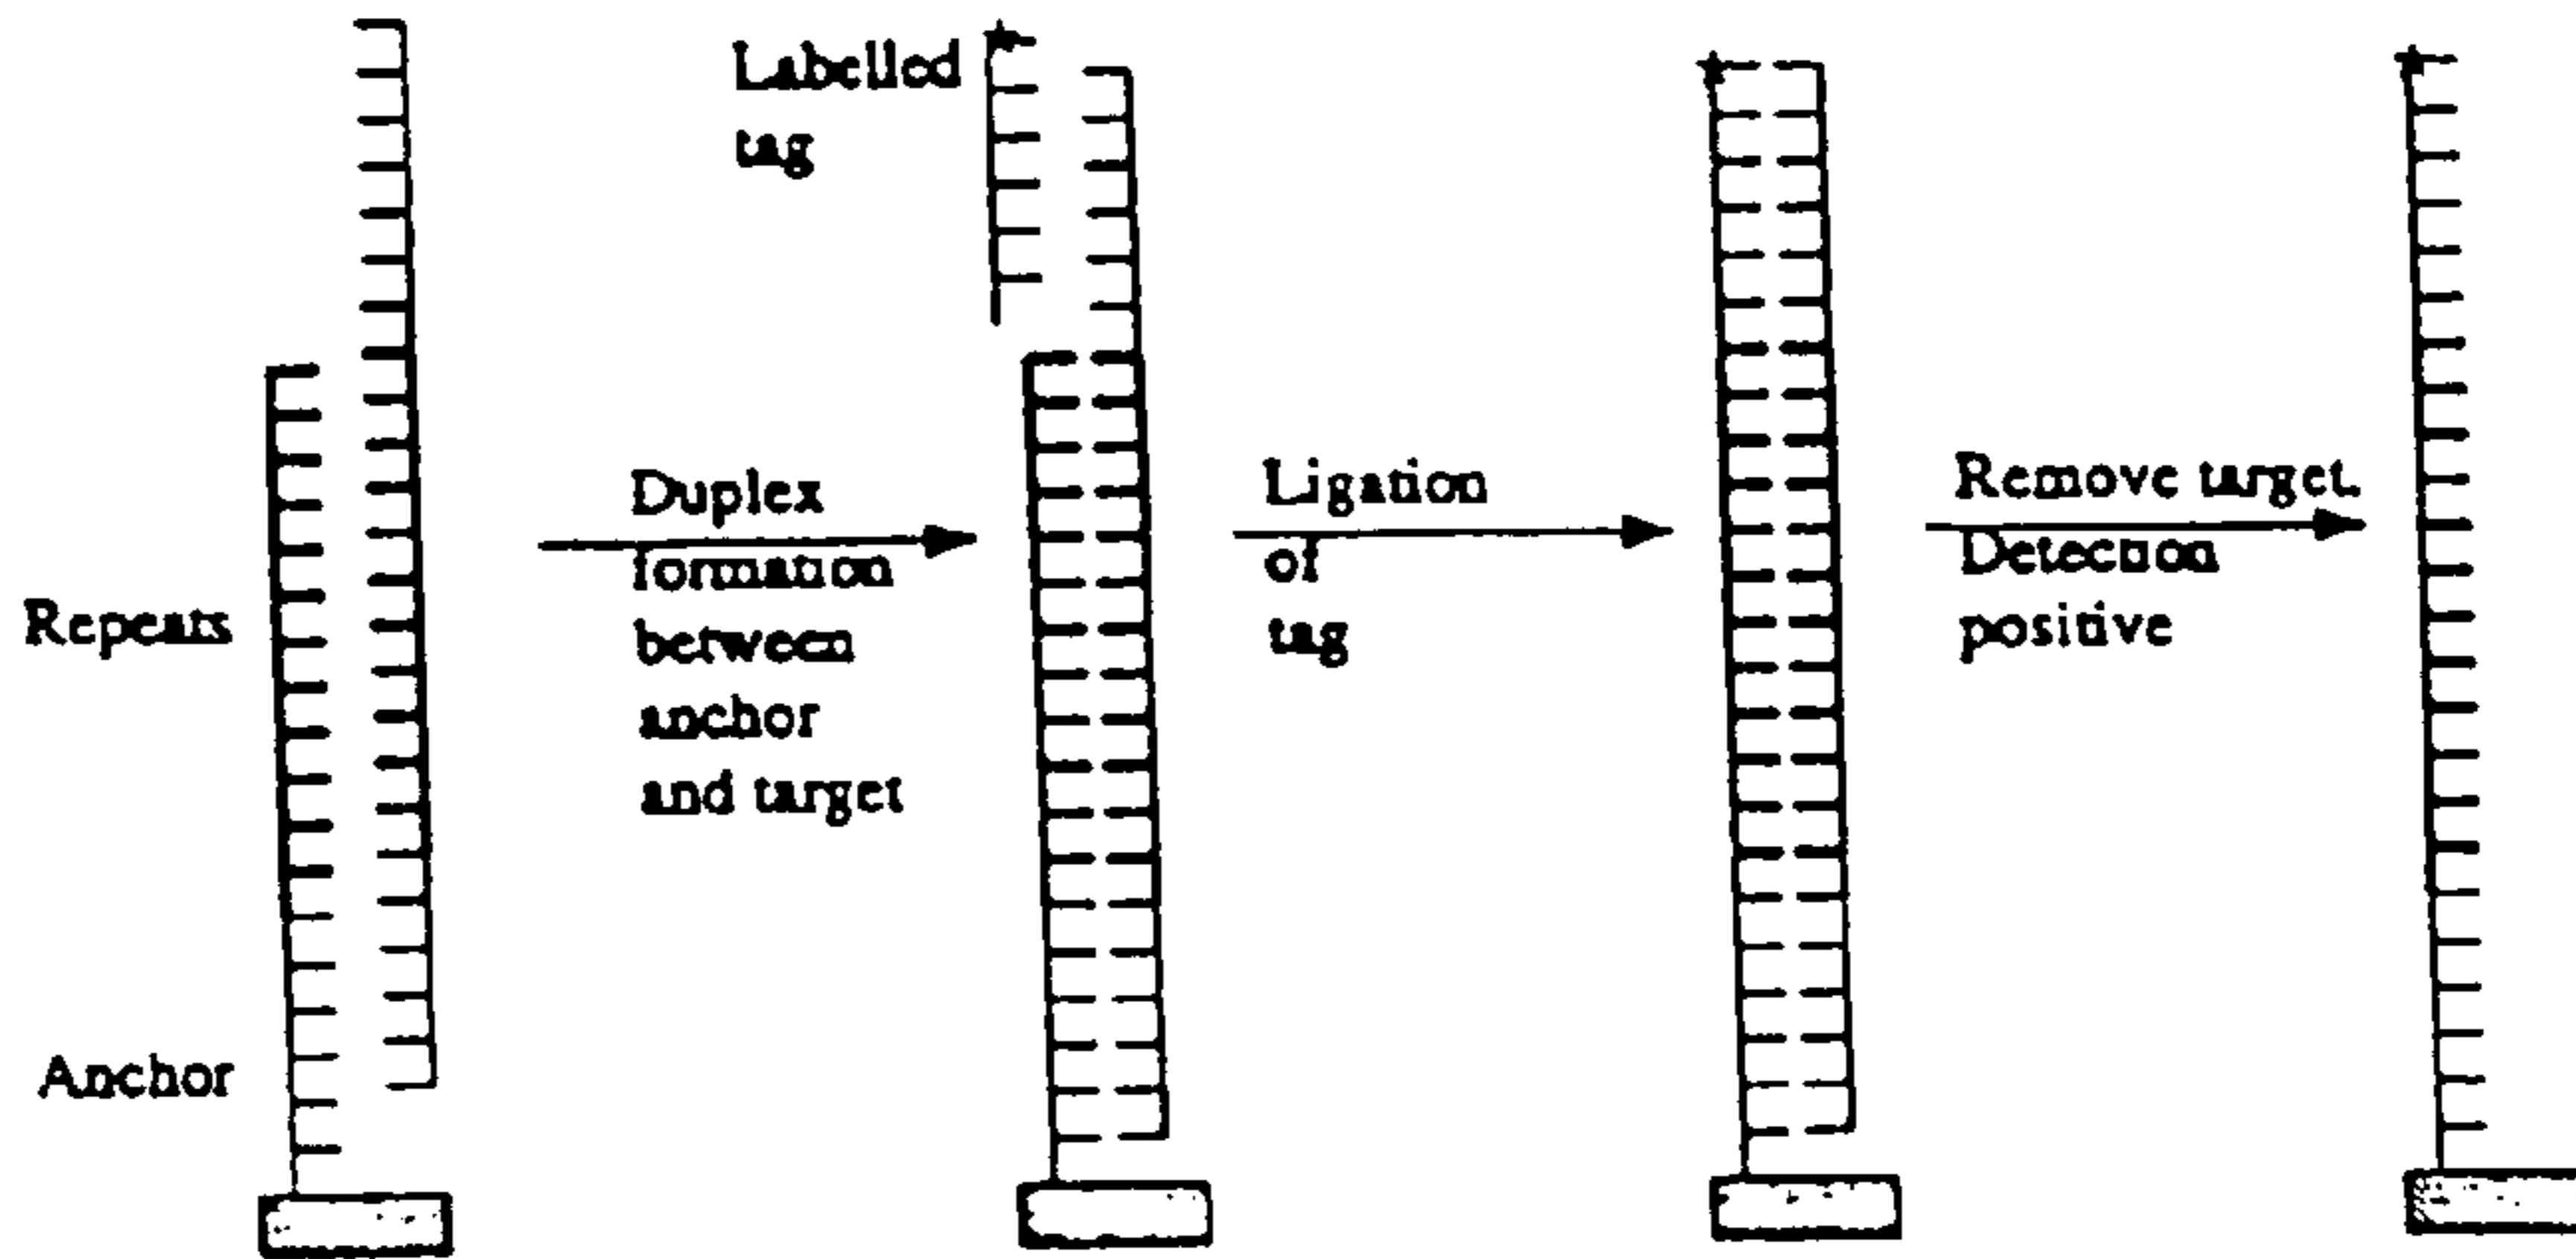 Labelled
tag
Repeats
Anchor
Duplex
formation
between
anchor
and target
Ligation
of
tag
Remove target.
Detection
positive